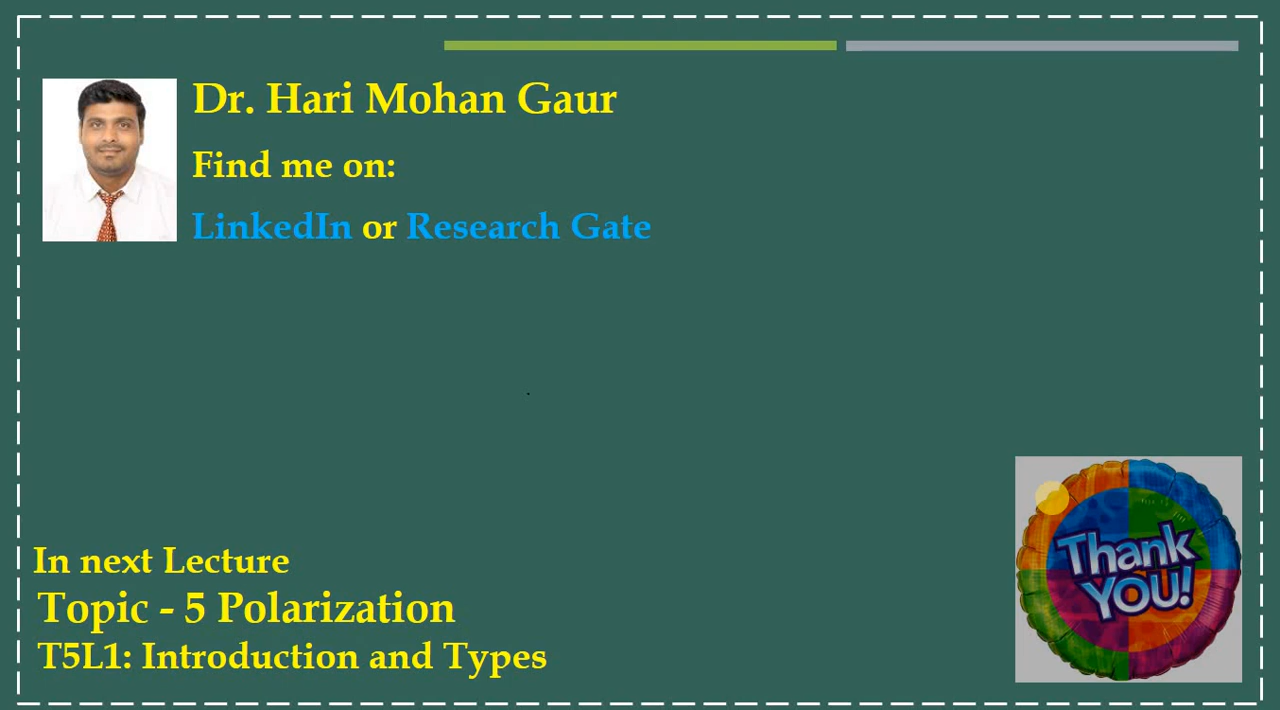 Dr. Hari Mohan Gaur
Find me on:
LinkedIn or Research Gate
In next Lecture
Topic - 5 Polarization
T5L1: Introduction and Types
Thank
YOU!